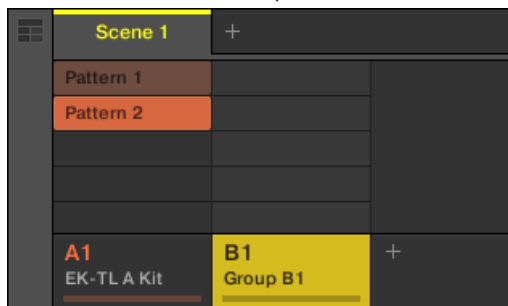 Scene 1 +
Pattern 1
Pattern 2
A1 B1 +
EK-TL A Kit Group B1